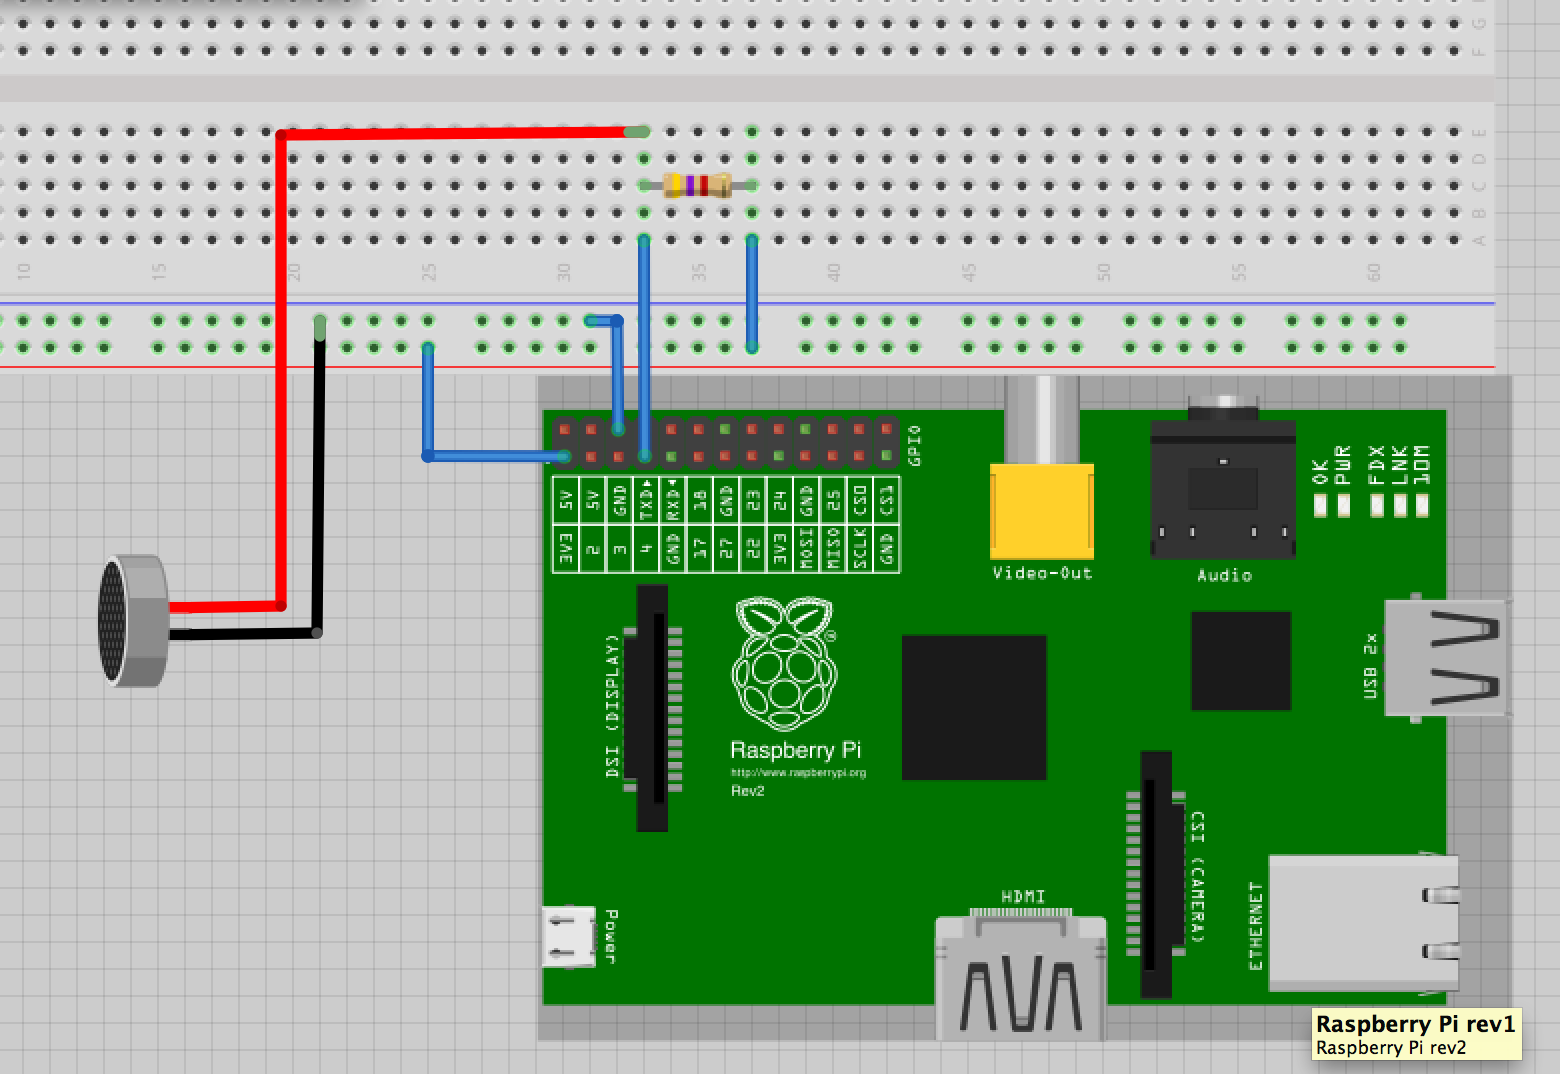 G
F
E
D
C
B
A
10 15 20 25 30 35 40 45 50 55 60
GPIO
5V 5V GND TXD RXD 18 GND 23 24 GND 25 CS0 CS1
3V3 2 3 4 GND 17 27 22 3V3 MOSI MISO SCLK GND
Video-Out
Audio
OK PWR FDX LNK 10M
USB 2x
DSI (DISPLAY)
®
Raspberry Pi
http://www.raspberrypi.org
Rev2
CSI (CAMERA)
HDMI
ETHERNET
Power
Raspberry Pi rev1
Raspberry Pi rev2